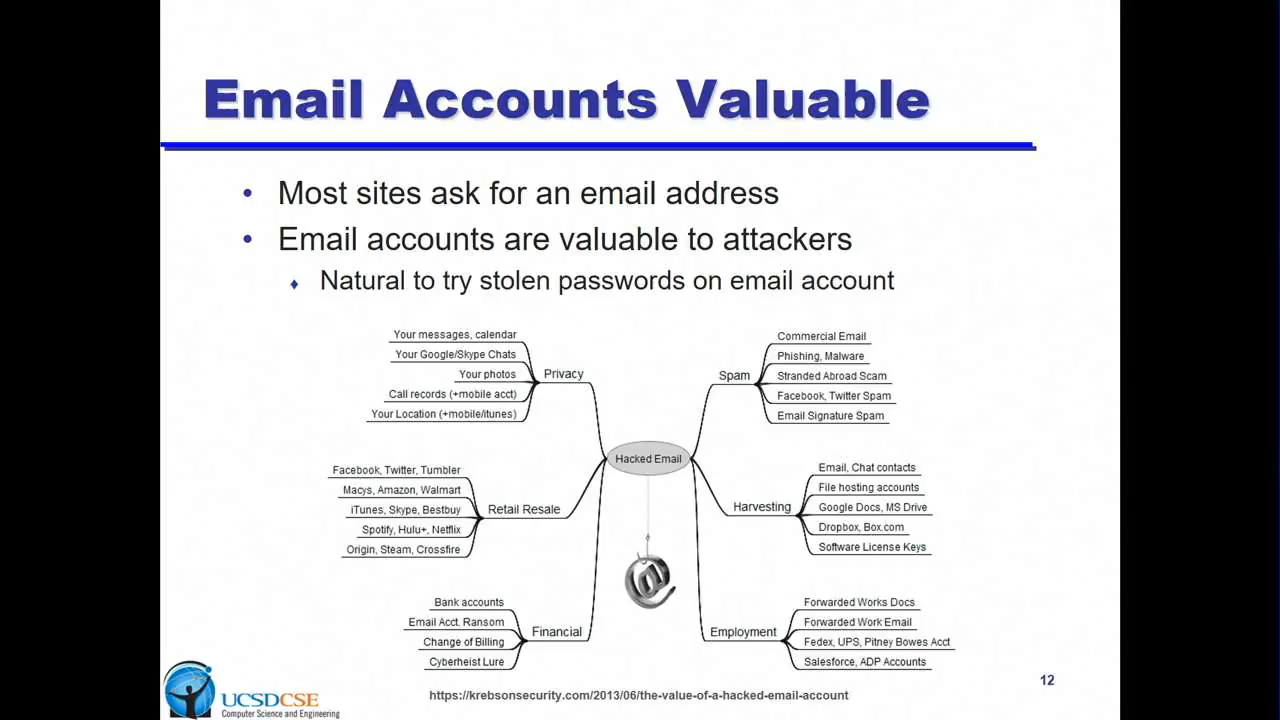 Email Accounts Valuable
• Most sites ask for an email address
• Email accounts are valuable to attackers
♦ Natural to try stolen passwords on email account
Your messages, calendar
Your Google/Skype Chats
Your photos
Call records (+mobile acct)
Your Location (+mobile/itunes)
Privacy
Commercial Email
Phishing, Malware
Stranded Abroad Scam
Facebook, Twitter Spam
Email Signature Spam
Spam
Hacked Email
Facebook, Twitter, Tumbler
Macys, Amazon, Walmart
iTunes, Skype, Bestbuy
Spotify, Hulu+, Netflix
Origin, Steam, Crossfire
Retail Resale
Email, Chat contacts
File hosting accounts
Google Docs, MS Drive
Dropbox, Box.com
Software License Keys
Harvesting
@
Bank accounts
Email Acct. Ransom
Change of Billing
Cyberheist Lure
Financial
Forwarded Works Docs
Forwarded Work Email
Fedex, UPS, Pitney Bowes Acct
Salesforce, ADP Accounts
Employment
UCSDCSE
Computer Science and Engineering
https://krebsonsecurity.com/2013/06/the-value-of-a-hacked-email-account
12